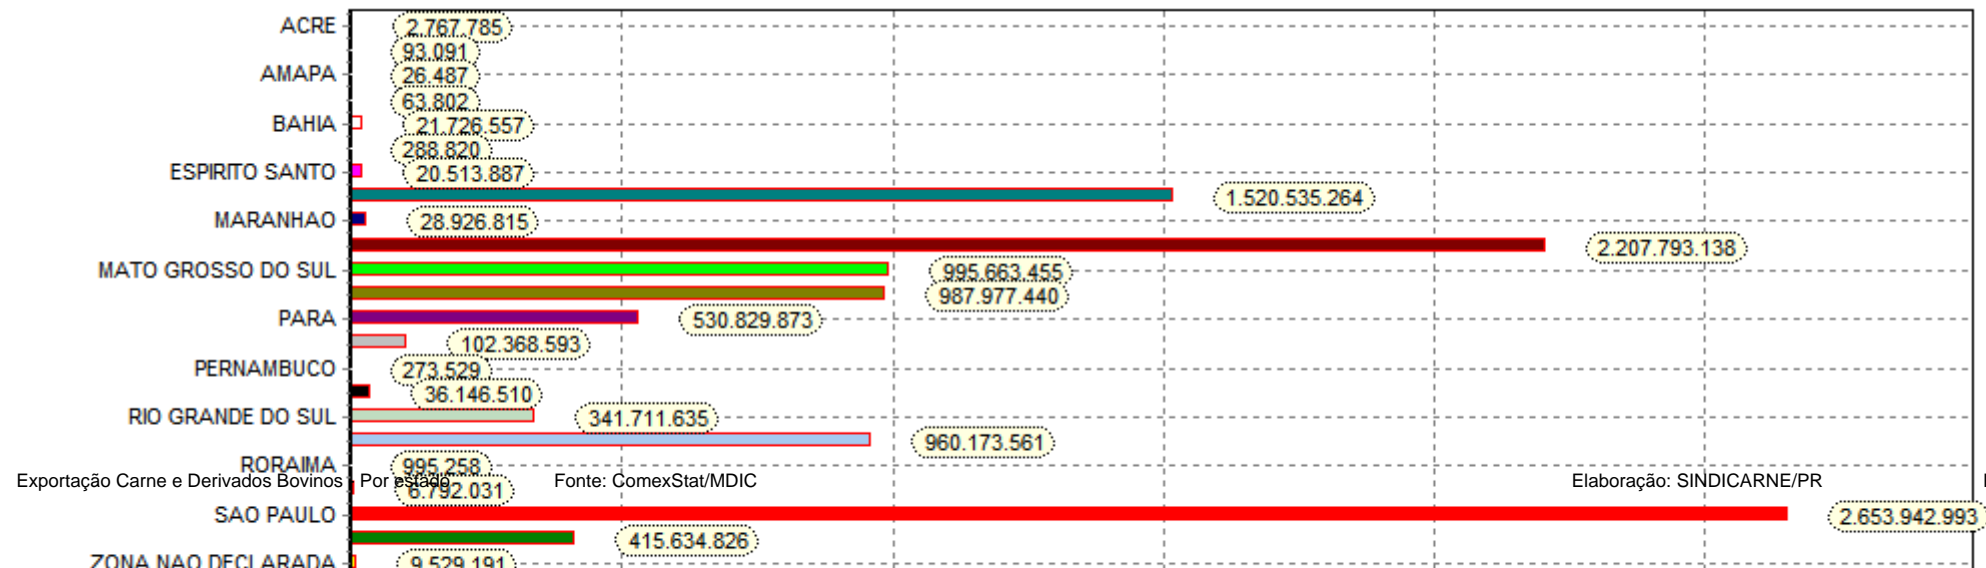 ACRE 2.767.785
93.091
AMAPA 26.487
63.802
BAHIA 21.726.557
288.820
ESPIRITO SANTO 20.513.887
1.520.535.264
MARANHAO 28.926.815
2.207.793.138
MATO GROSSO DO SUL 995.663.455
987.977.440
PARA 530.829.873
102.368.593
PERNAMBUCO 273.529
36.146.510
RIO GRANDE DO SUL 341.711.635
960.173.561
RORAIMA 995.258
Exportação Carne e Derivados Bovinos - Por estado Fonte: ComexStat/MDIC Elaboração: SINDICARNE/PR
6.792.031
SAO PAULO 2.653.942.993
415.634.826
ZONA NAO DECLARADA 9.529.191